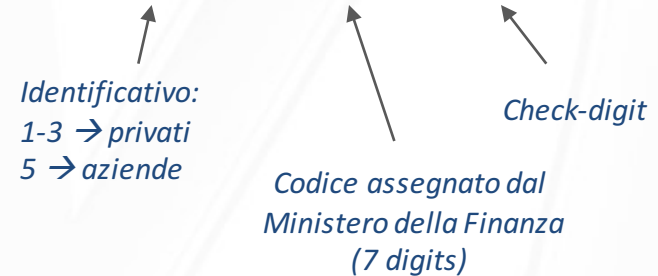 Identificativo:
1-3 → privati
5 → aziende
Check-digit
Codice assegnato dal
Ministero della Finanza
(7 digits)